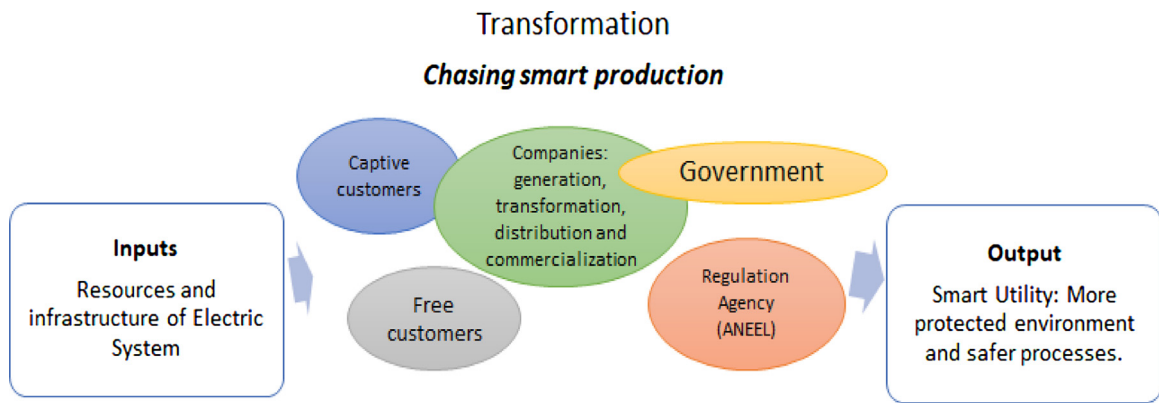 Transformation
Chasing smart production
Captive
customers
Companies:
generation,
transformation,
distribution and
commercialization
Government
Inputs
Resources and
infrastructure of Electric
System
Free
customers
Regulation
Agency
(ANEEL)
Output
Smart Utility: More
protected environment
and safer processes.